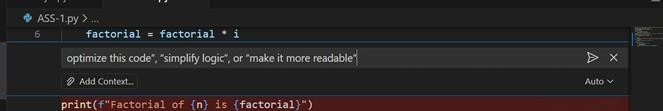 ASS-1.py > ...
6 factorial = factorial * i
optimize this code”, “simplify logic”, or “make it more readable”
Add Context...
Auto
print(f"Factorial of {n} is {factorial}")